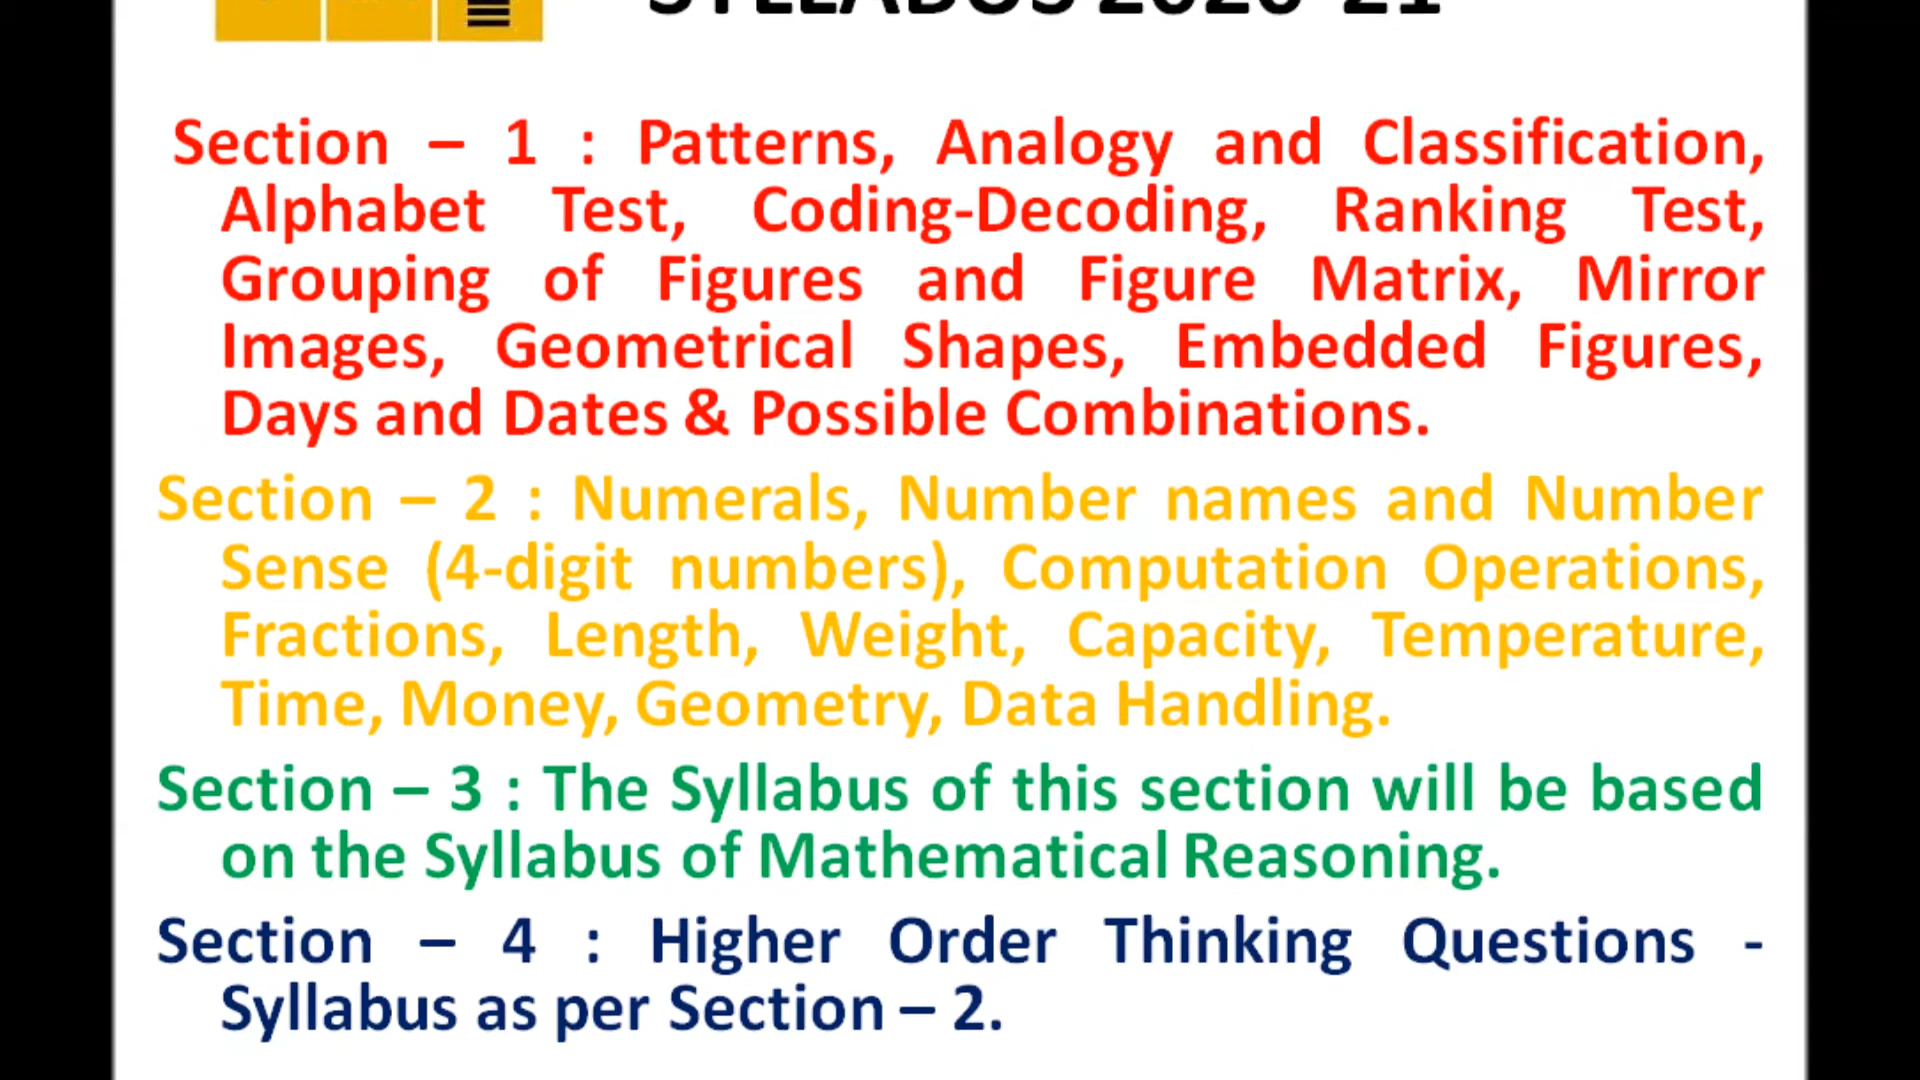 SYLLABUS 2020-21
Section – 1 : Patterns, Analogy and Classification,
Alphabet Test, Coding-Decoding, Ranking Test,
Grouping of Figures and Figure Matrix, Mirror
Images, Geometrical Shapes, Embedded Figures,
Days and Dates & Possible Combinations.
Section – 2 : Numerals, Number names and Number
Sense (4-digit numbers), Computation Operations,
Fractions, Length, Weight, Capacity, Temperature,
Time, Money, Geometry, Data Handling.
Section – 3 : The Syllabus of this section will be based
on the Syllabus of Mathematical Reasoning.
Section – 4 : Higher Order Thinking Questions -
Syllabus as per Section – 2.